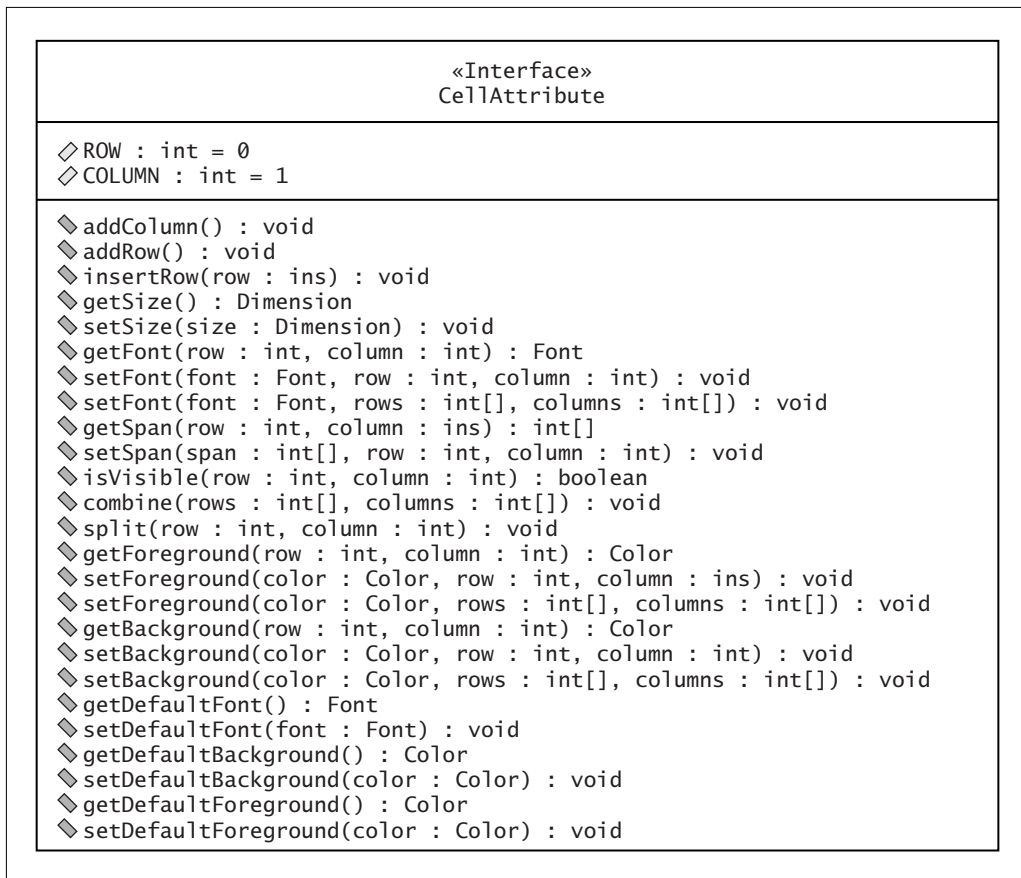 «Interface»
CellAttribute
ROW : int = 0
COLUMN : int = 1
addColumn() : void
addRow() : void
insertRow(row : ins) : void
getSize() : Dimension
setSize(size : Dimension) : void
getFont(row : int, column : int) : Font
setFont(font : Font, row : int, column : int) : void
setFont(font : Font, rows : int[], columns : int[]) : void
getSpan(row : int, column : ins) : int[]
setSpan(span : int[], row : int, column : int) : void
isVisible(row : int, column : int) : boolean
combine(rows : int[], columns : int[]) : void
split(row : int, column : int) : void
getForeground(row : int, column : int) : Color
setForeground(color : Color, row : int, column : ins) : void
setForeground(color : Color, rows : int[], columns : int[]) : void
getBackground(row : int, column : int) : Color
setBackground(color : Color, row : int, column : int) : void
setBackground(color : Color, rows : int[], columns : int[]) : void
getDefaultFont() : Font
setDefaultFont(font : Font) : void
getDefaultBackground() : Color
setDefaultBackground(color : Color) : void
getDefaultForeground() : Color
setDefaultForeground(color : Color) : void